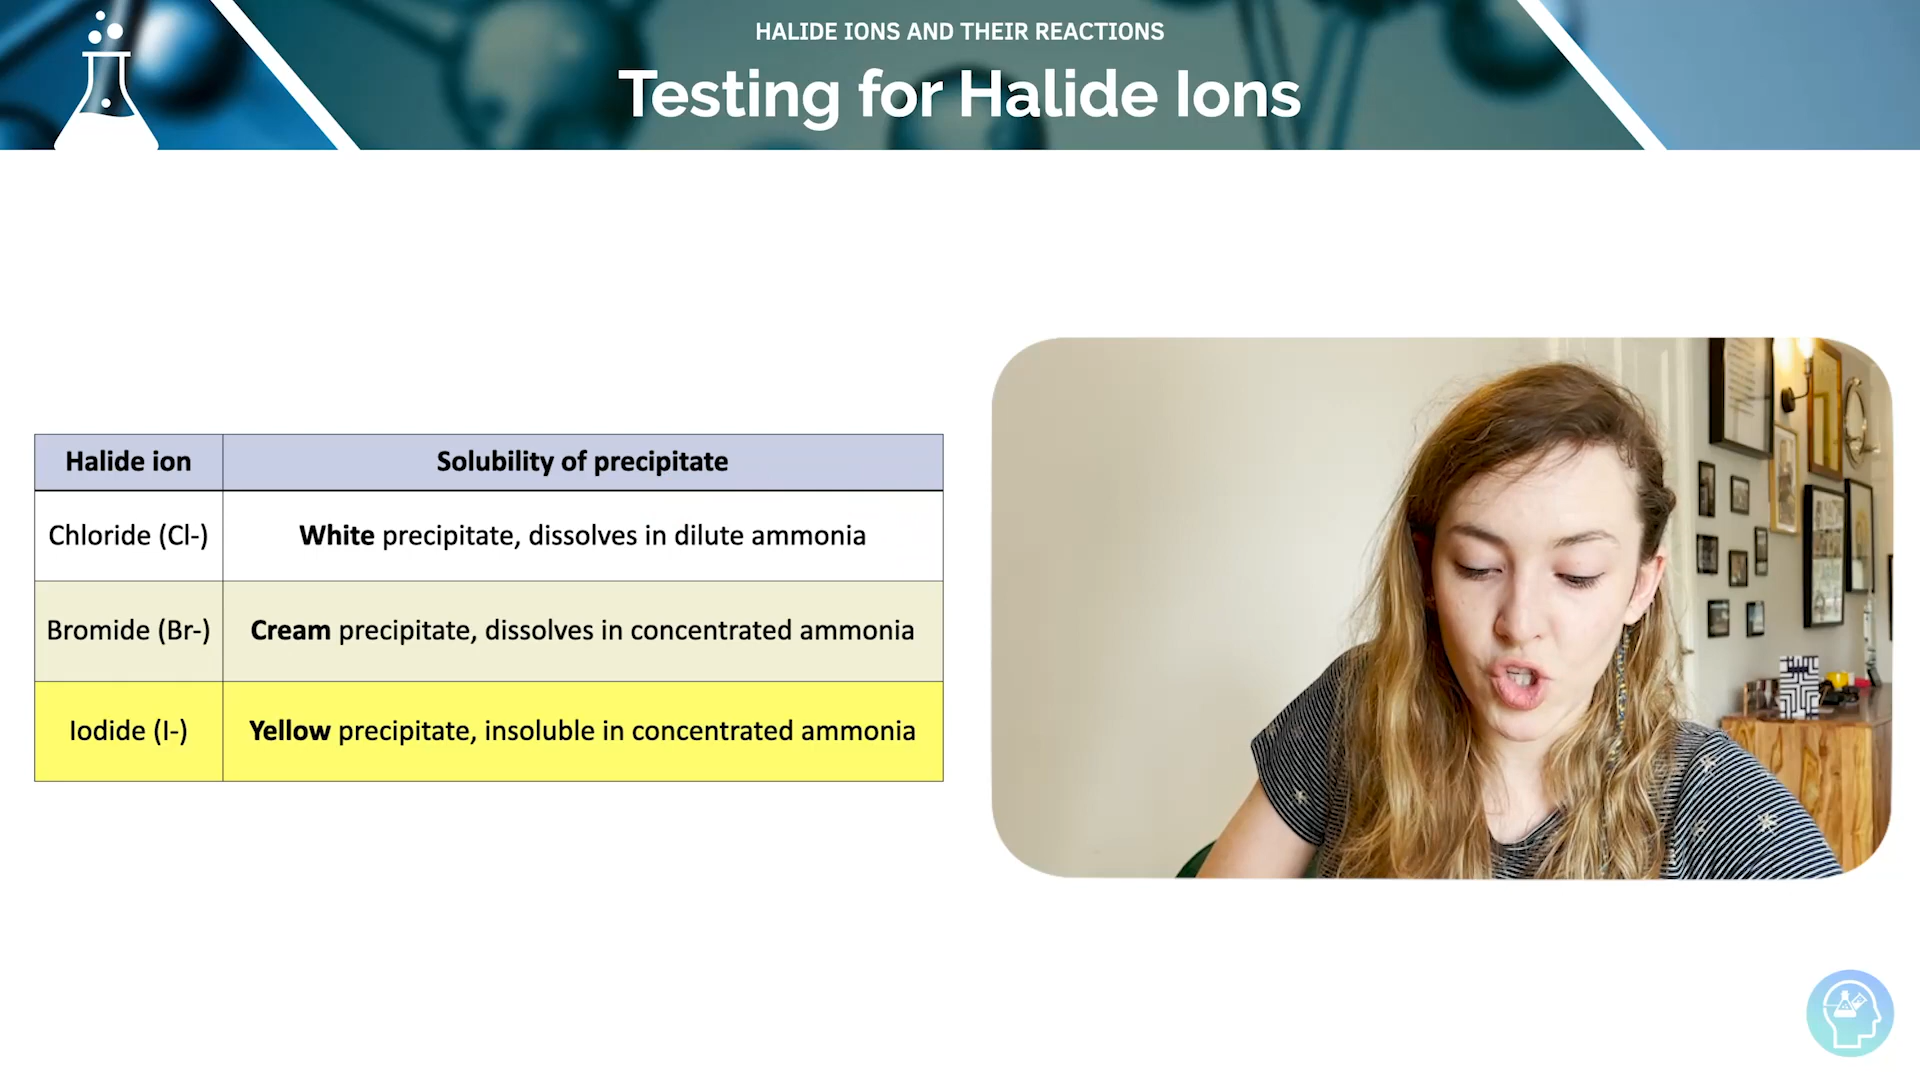 HALIDE IONS AND THEIR REACTIONS
Testing for Halide Ions
Halide ion Solubility of precipitate
Chloride (Cl-) White precipitate, dissolves in dilute ammonia
Bromide (Br-) Cream precipitate, dissolves in concentrated ammonia
Iodide (I-) Yellow precipitate, insoluble in concentrated ammonia